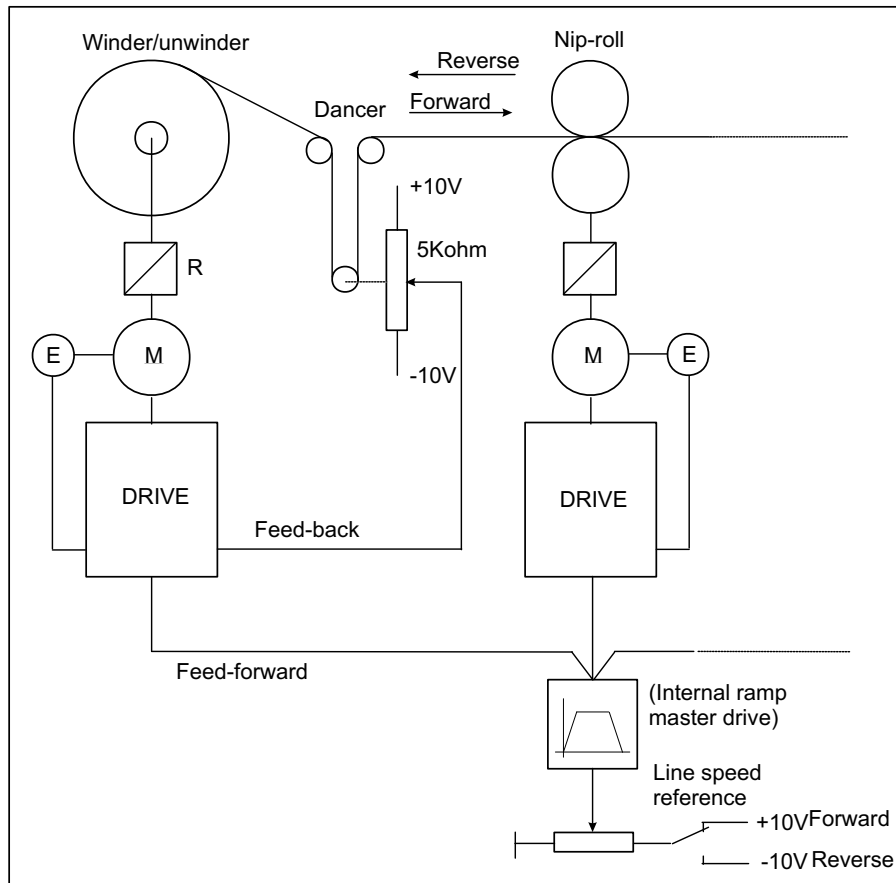 Winder/unwinder
Nip-roll
Reverse
Dancer
Forward
+10V
5Kohm
R
E
M
-10V
M
E
DRIVE
DRIVE
Feed-back
Feed-forward
(Internal ramp
master drive)
Line speed
reference
+10V Forward
-10V Reverse